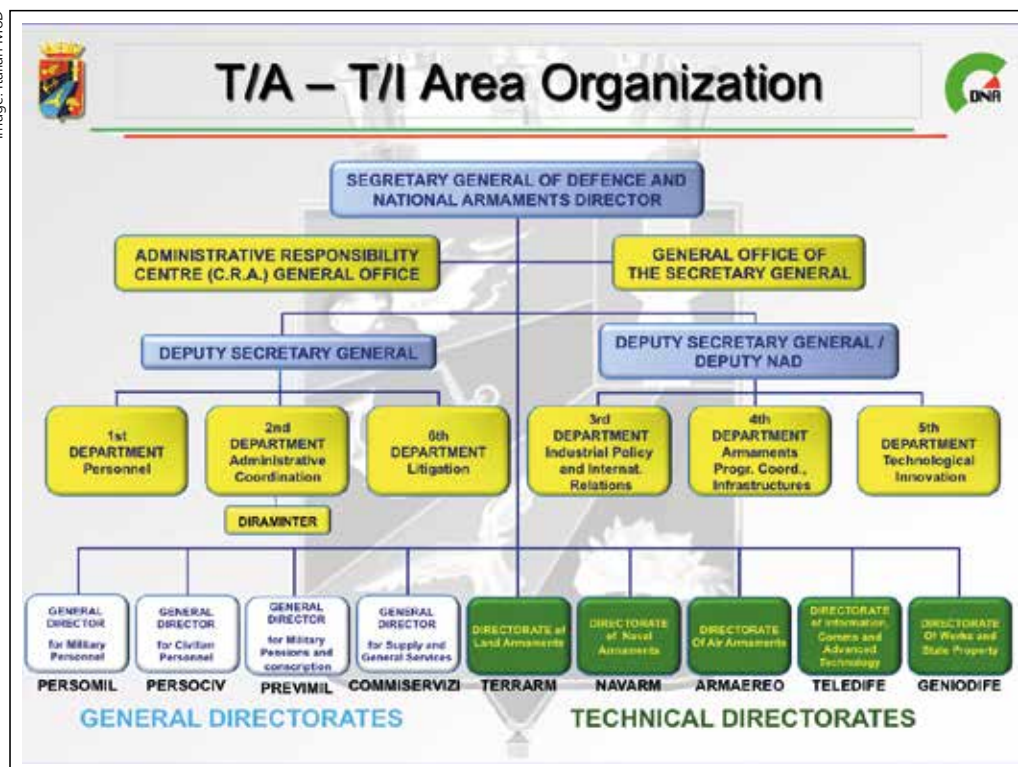 Image: Italian MoD
T/A – T/I Area Organization
DNA
SEGRETARY GENERAL OF DEFENCE AND
NATIONAL ARMAMENTS DIRECTOR
ADMINISTRATIVE RESPONSIBILITY
CENTRE (C.R.A.) GENERAL OFFICE
GENERAL OFFICE OF
THE SECRETARY GENERAL
DEPUTY SECRETARY GENERAL
DEPUTY SECRETARY GENERAL /
DEPUTY NAD
1st
DEPARTMENT
Personnel
2nd
DEPARTMENT
Administrative
Coordination
6th
DEPARTMENT
Litigation
3rd
DEPARTMENT
Industrial Policy
and Internat.
Relations
4th
DEPARTMENT
Armaments
Progr. Coord.,
Infrastructures
5th
DEPARTMENT
Technological
Innovation
DIRAMINTER
GENERAL
DIRECTOR
for Military
Personnel
GENERAL
DIRECTOR
for Civilian
Personnel
GENERAL
DIRECTOR
for Military
Pensions and
conscription
GENERAL
DIRECTOR
for Supply and
General Services
DIRECTORATE of
Land Armaments
DIRECTORATE
of Naval
Armaments
DIRECTORATE
Of Air Armaments
DIRECTORATE
of Information,
Comms and
Advanced
Technology
DIRECTORATE
Of Works and
State Property
PERSOMIL
PERSOCIV
PREVIMIL
COMMISERVIZI
TERRARM
NAVARM
ARMAEREO
TELEDIFE
GENIODIFE
GENERAL DIRECTORATES
TECHNICAL DIRECTORATES